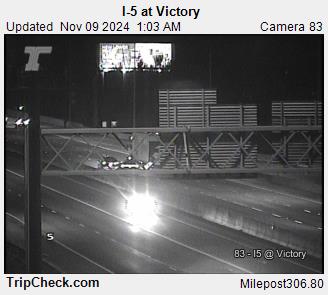 I-5 at Victory
Updated Nov 09 2024 1:03 AM Camera 83
T
S
83 - I5 @ Victory
TripCheck.com Milepost306.80